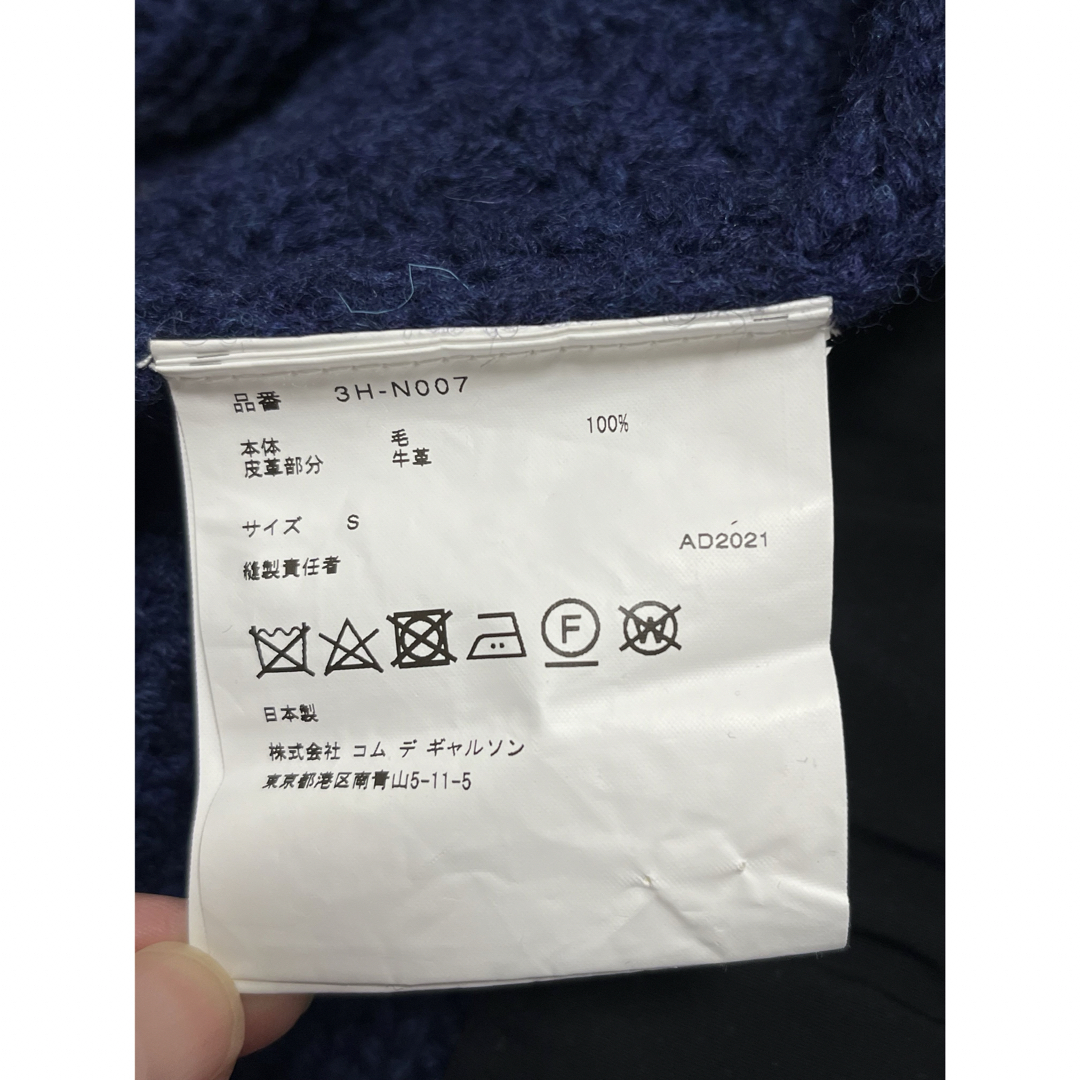 品番 3H-N007
本体 毛 100%
皮革部分 牛革
サイズ S
AD2021
縫製責任者
F
W
日本製
株式会社 コム デ ギャルソン
東京都港区南青山5-11-5